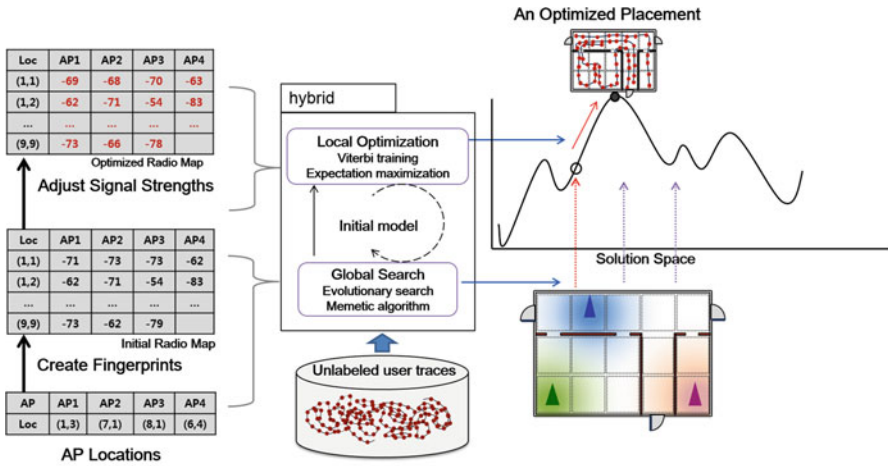 An Optimized Placement
Loc AP1 AP2 AP3 AP4
(1,1) -69 -68 -70 -63
(1,2) -62 -71 -54 -83
... ... ... ... ...
(9,9) -73 -66 -78
Optimized Radio Map
Adjust Signal Strengths
Loc AP1 AP2 AP3 AP4
(1,1) -71 -73 -73 -62
(1,2) -62 -71 -54 -83
... ... ... ... ...
(9,9) -73 -62 -79
Initial Radio Map
Create Fingerprints
AP AP1 AP2 AP3 AP4
Loc (1,3) (7,1) (8,1) (6,4)
AP Locations
hybrid
Local Optimization
Viterbi training
Expectation maximization
Initial model
Global Search
Evolutionary search
Memetic algorithm
Unlabeled user traces
Solution Space